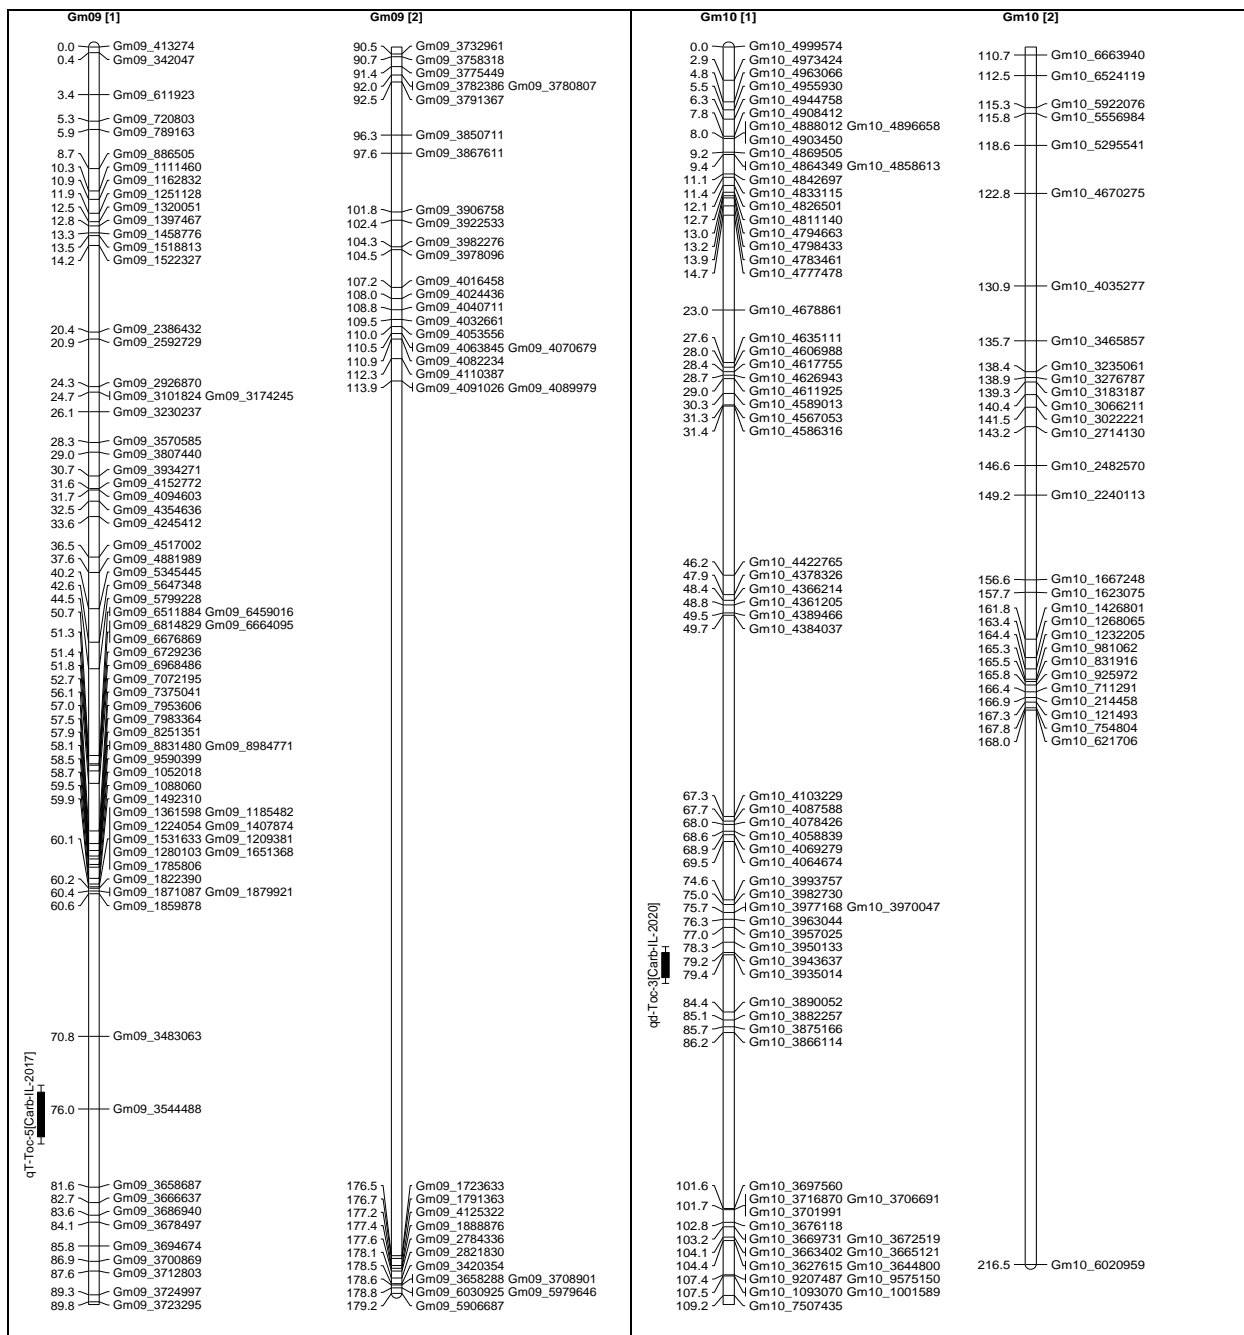 Gm09 [1]
0.0 Gm09_413274
0.4 Gm09_342047
3.4 Gm09_611923
5.3 Gm09_720803
5.9 Gm09_789163
8.7 Gm09_886505
10.3 Gm09_1111460
10.9 Gm09_1162832
11.9 Gm09_1251128
12.5 Gm09_1320051
12.8 Gm09_1397467
13.3 Gm09_1458776
13.5 Gm09_1518813
14.2 Gm09_1522327
20.4 Gm09_2386432
20.9 Gm09_2592729
24.3 Gm09_2926870
24.7 Gm09_3101824 Gm09_3174245
26.1 Gm09_3230237
28.3 Gm09_3570585
29.0 Gm09_3807440
30.7 Gm09_3934271
31.6 Gm09_4152772
31.7 Gm09_4094603
32.5 Gm09_4354636
33.6 Gm09_4245412
36.5 Gm09_4517002
37.6 Gm09_4881989
40.2 Gm09_5345445
42.6 Gm09_5647348
44.5 Gm09_5799228
50.7 Gm09_6511884 Gm09_6459016
Gm09_6814829 Gm09_6664095
51.3 Gm09_6676869
51.4 Gm09_6729236
51.8 Gm09_6968486
52.7 Gm09_7072195
56.1 Gm09_7375041
57.0 Gm09_7953606
57.5 Gm09_7983364
57.9 Gm09_8251351
58.1 Gm09_8831480 Gm09_8984771
58.5 Gm09_9590399
58.7 Gm09_1052018
59.5 Gm09_1088060
59.9 Gm09_1492310
Gm09_1361598 Gm09_1185482
Gm09_1224054 Gm09_1407874
60.1 Gm09_1531633 Gm09_1209381
Gm09_1280103 Gm09_1651368
Gm09_1785806
60.2 Gm09_1822390
60.4 Gm09_1871087 Gm09_1879921
60.6 Gm09_1859878
70.8 Gm09_3483063
76.0 Gm09_3544488
qT-Toc-5[Carb-IL-2017]
81.6 Gm09_3658687
82.7 Gm09_3666637
83.6 Gm09_3686940
84.1 Gm09_3678497
85.8 Gm09_3694674
86.9 Gm09_3700869
87.6 Gm09_3712803
89.3 Gm09_3724997
89.8 Gm09_3723295
Gm09 [2]
90.5 Gm09_3732961
90.7 Gm09_3758318
91.4 Gm09_3775449
92.0 Gm09_3782386 Gm09_3780807
92.5 Gm09_3791367
96.3 Gm09_3850711
97.6 Gm09_3867611
101.8 Gm09_3906758
102.4 Gm09_3922533
104.3 Gm09_3982276
104.5 Gm09_3978096
107.2 Gm09_4016458
108.0 Gm09_4024436
108.8 Gm09_4040711
109.5 Gm09_4032661
110.0 Gm09_4053556
110.5 Gm09_4063845 Gm09_4070679
110.9 Gm09_4082234
112.3 Gm09_4110387
113.9 Gm09_4091026 Gm09_4089979
176.5 Gm09_1723633
176.7 Gm09_1791363
177.2 Gm09_4125322
177.4 Gm09_1888876
177.6 Gm09_2784336
178.1 Gm09_2821830
178.5 Gm09_3420354
178.6 Gm09_3658288 Gm09_3708901
178.8 Gm09_6030925 Gm09_5979646
179.2 Gm09_5906687
Gm10 [1]
0.0 Gm10_4999574
2.9 Gm10_4973424
4.8 Gm10_4963066
5.5 Gm10_4955930
6.3 Gm10_4944758
7.8 Gm10_4908412
Gm10_4888012 Gm10_4896658
8.0 Gm10_4903450
9.2 Gm10_4869505
9.4 Gm10_4864349 Gm10_4858613
11.1 Gm10_4842697
11.4 Gm10_4833115
12.1 Gm10_4826501
12.7 Gm10_4811140
13.0 Gm10_4794663
13.2 Gm10_4798433
13.9 Gm10_4783461
14.7 Gm10_4777478
23.0 Gm10_4678861
27.6 Gm10_4635111
28.0 Gm10_4606988
28.4 Gm10_4617755
28.7 Gm10_4626943
29.0 Gm10_4611925
30.3 Gm10_4589013
31.3 Gm10_4567053
31.4 Gm10_4586316
46.2 Gm10_4422765
47.9 Gm10_4378326
48.4 Gm10_4366214
48.8 Gm10_4361205
49.5 Gm10_4389466
49.7 Gm10_4384037
67.3 Gm10_4103229
67.7 Gm10_4087588
68.0 Gm10_4078426
68.6 Gm10_4058839
68.9 Gm10_4069279
69.5 Gm10_4064674
74.6 Gm10_3993757
75.0 Gm10_3982730
75.7 Gm10_3977168 Gm10_3970047
76.3 Gm10_3963044
77.0 Gm10_3957025
78.3 Gm10_3950133
79.2 Gm10_3943637
79.4 Gm10_3935014
qd-Toc-3[Carb-IL-2020]
84.4 Gm10_3890052
85.1 Gm10_3882257
85.7 Gm10_3875166
86.2 Gm10_3866114
101.6 Gm10_3697560
Gm10_3716870 Gm10_3706691
101.7 Gm10_3701991
102.8 Gm10_3676118
103.2 Gm10_3669731 Gm10_3672519
104.1 Gm10_3663402 Gm10_3665121
104.4 Gm10_3627615 Gm10_3644800
107.4 Gm10_9207487 Gm10_9575150
107.5 Gm10_1093070 Gm10_1001589
109.2 Gm10_7507435
Gm10 [2]
110.7 Gm10_6663940
112.5 Gm10_6524119
115.3 Gm10_5922076
115.8 Gm10_5556984
118.6 Gm10_5295541
122.8 Gm10_4670275
130.9 Gm10_4035277
135.7 Gm10_3465857
138.4 Gm10_3235061
138.9 Gm10_3276787
139.3 Gm10_3183187
140.4 Gm10_3066211
141.5 Gm10_3022221
143.2 Gm10_2714130
146.6 Gm10_2482570
149.2 Gm10_2240113
156.6 Gm10_1667248
157.7 Gm10_1623075
161.8 Gm10_1426801
163.4 Gm10_1268065
164.4 Gm10_1232205
165.3 Gm10_981062
165.5 Gm10_831916
165.8 Gm10_925972
166.4 Gm10_711291
166.9 Gm10_214458
167.3 Gm10_121493
167.8 Gm10_754804
168.0 Gm10_621706
216.5 Gm10_6020959